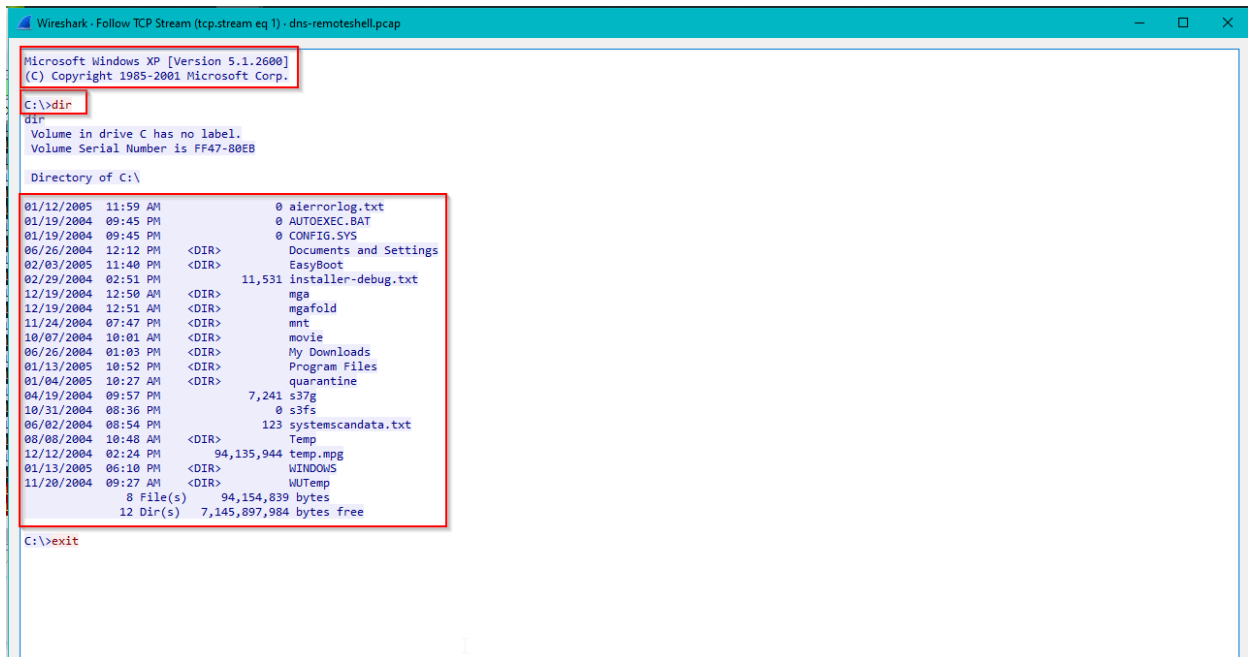 Wireshark · Follow TCP Stream (tcp.stream eq 1) · dns-remoteshell.pcap
Microsoft Windows XP [Version 5.1.2600]
(C) Copyright 1985-2001 Microsoft Corp.
C:\>dir
dir
Volume in drive C has no label.
Volume Serial Number is FF47-80EB
Directory of C:\
01/12/2005  11:59 AM                 0 aierrorlog.txt
01/19/2004  09:45 PM                 0 AUTOEXEC.BAT
01/19/2004  09:45 PM                 0 CONFIG.SYS
06/26/2004  12:12 PM    <DIR>          Documents and Settings
02/03/2005  11:40 PM    <DIR>          EasyBoot
02/29/2004  02:51 PM            11,531 installer-debug.txt
12/19/2004  12:50 AM    <DIR>          mga
12/19/2004  12:51 AM    <DIR>          mgafold
11/24/2004  07:47 PM    <DIR>          mnt
10/07/2004  10:01 AM    <DIR>          movie
06/26/2004  01:03 PM    <DIR>          My Downloads
01/13/2005  10:52 PM    <DIR>          Program Files
01/04/2005  10:27 AM    <DIR>          quarantine
04/19/2004  09:57 PM             7,241 s37g
10/31/2004  08:36 PM                 0 s3fs
06/02/2004  08:54 PM               123 systemscandata.txt
08/08/2004  10:48 AM    <DIR>          Temp
12/12/2004  02:24 PM        94,135,944 temp.mpg
01/13/2005  06:10 PM    <DIR>          WINDOWS
11/20/2004  09:27 AM    <DIR>          WUTemp
8 File(s)     94,154,839 bytes
12 Dir(s)  7,145,897,984 bytes free
C:\>exit